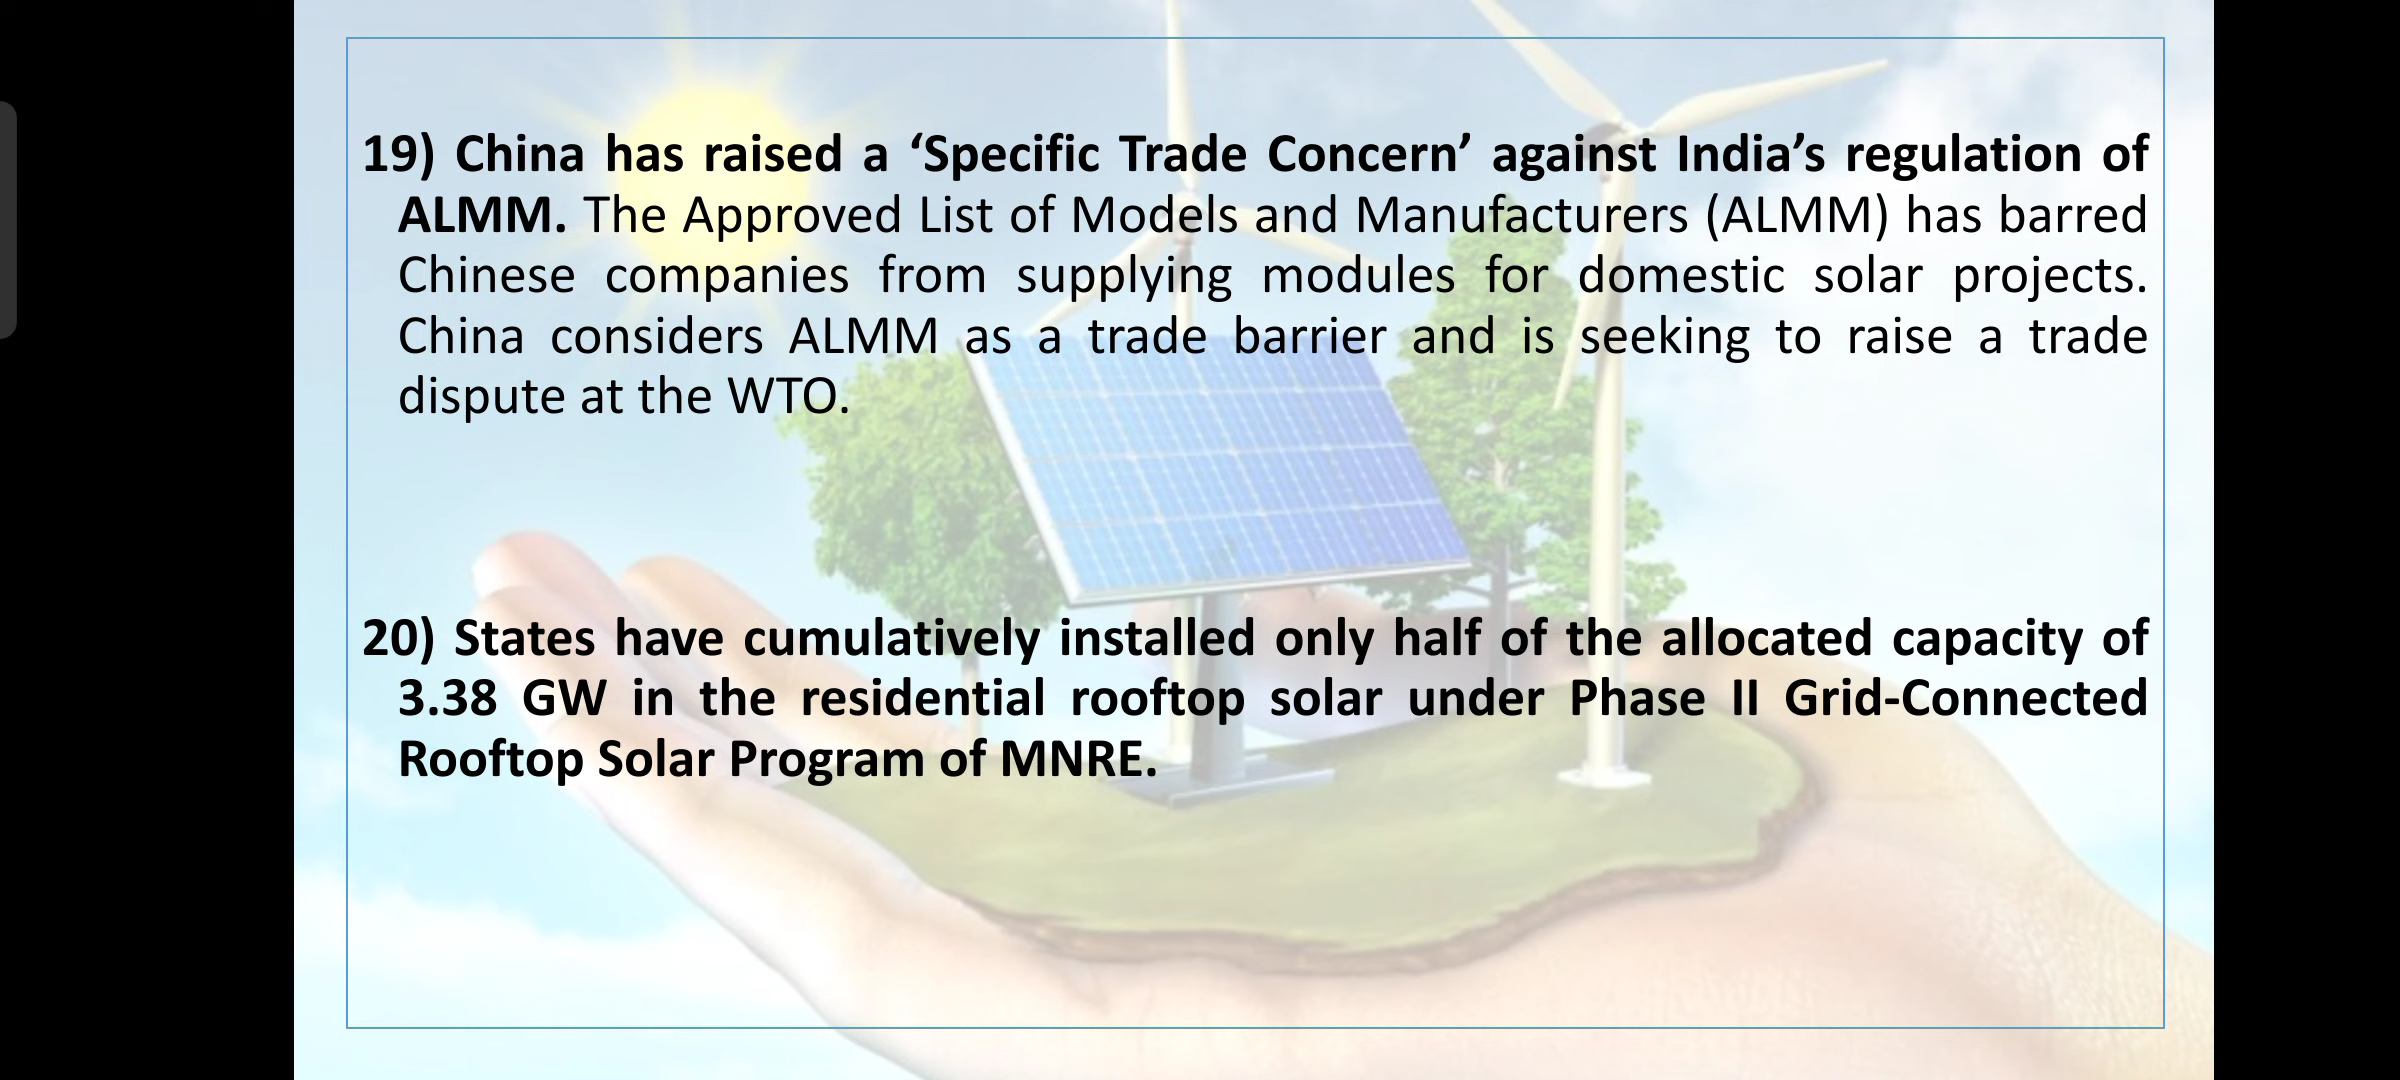 19) China has raised a ‘Specific Trade Concern’ against India’s regulation of
ALMM. The Approved List of Models and Manufacturers (ALMM) has barred
Chinese companies from supplying modules for domestic solar projects.
China considers ALMM as a trade barrier and is seeking to raise a trade
dispute at the WTO.
20) States have cumulatively installed only half of the allocated capacity of
3.38 GW in the residential rooftop solar under Phase II Grid-Connected
Rooftop Solar Program of MNRE.